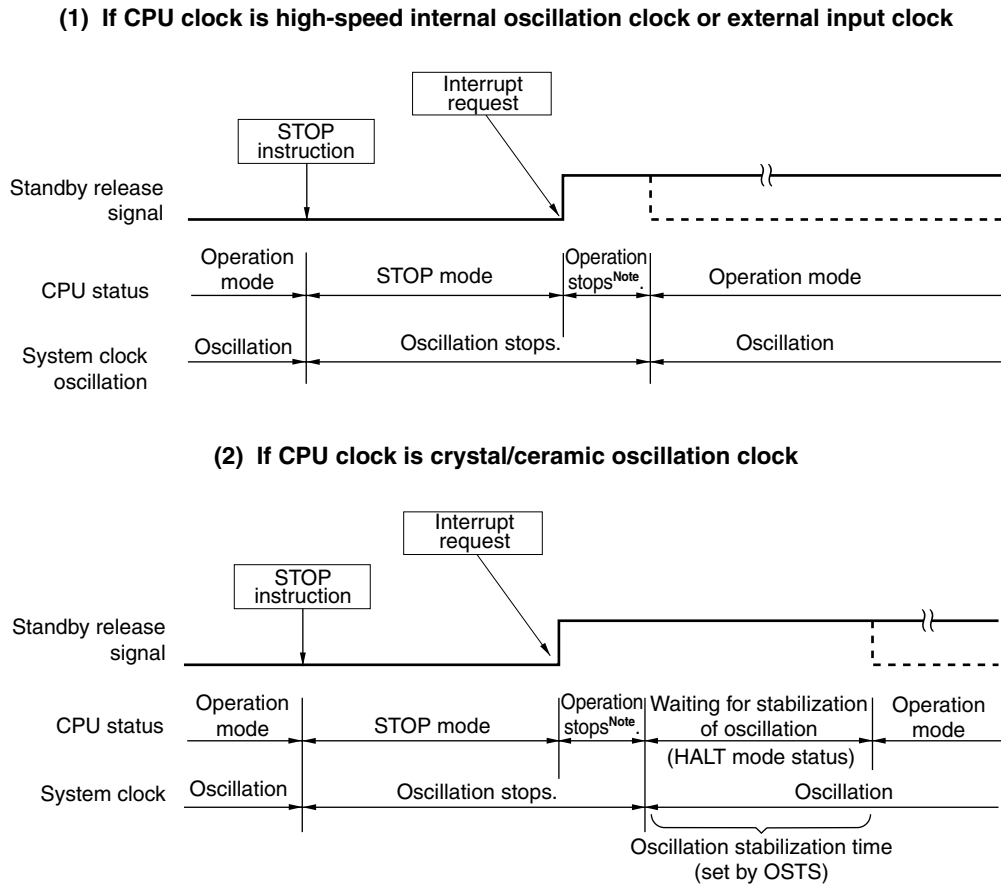 (1) If CPU clock is high-speed internal oscillation clock or external input clock
Interrupt
request
STOP
instruction
Standby release
signal
Operation
mode
STOP mode
Operation
stopsNote.
Operation mode
CPU status
Oscillation
Oscillation stops.
Oscillation
System clock
oscillation
(2) If CPU clock is crystal/ceramic oscillation clock
Interrupt
request
STOP
instruction
Standby release
signal
Operation
mode
STOP mode
Operation
stopsNote.
Waiting for stabilization
of oscillation
(HALT mode status)
Operation
mode
CPU status
System clock
Oscillation
Oscillation stops.
Oscillation
Oscillation stabilization time
(set by OSTS)